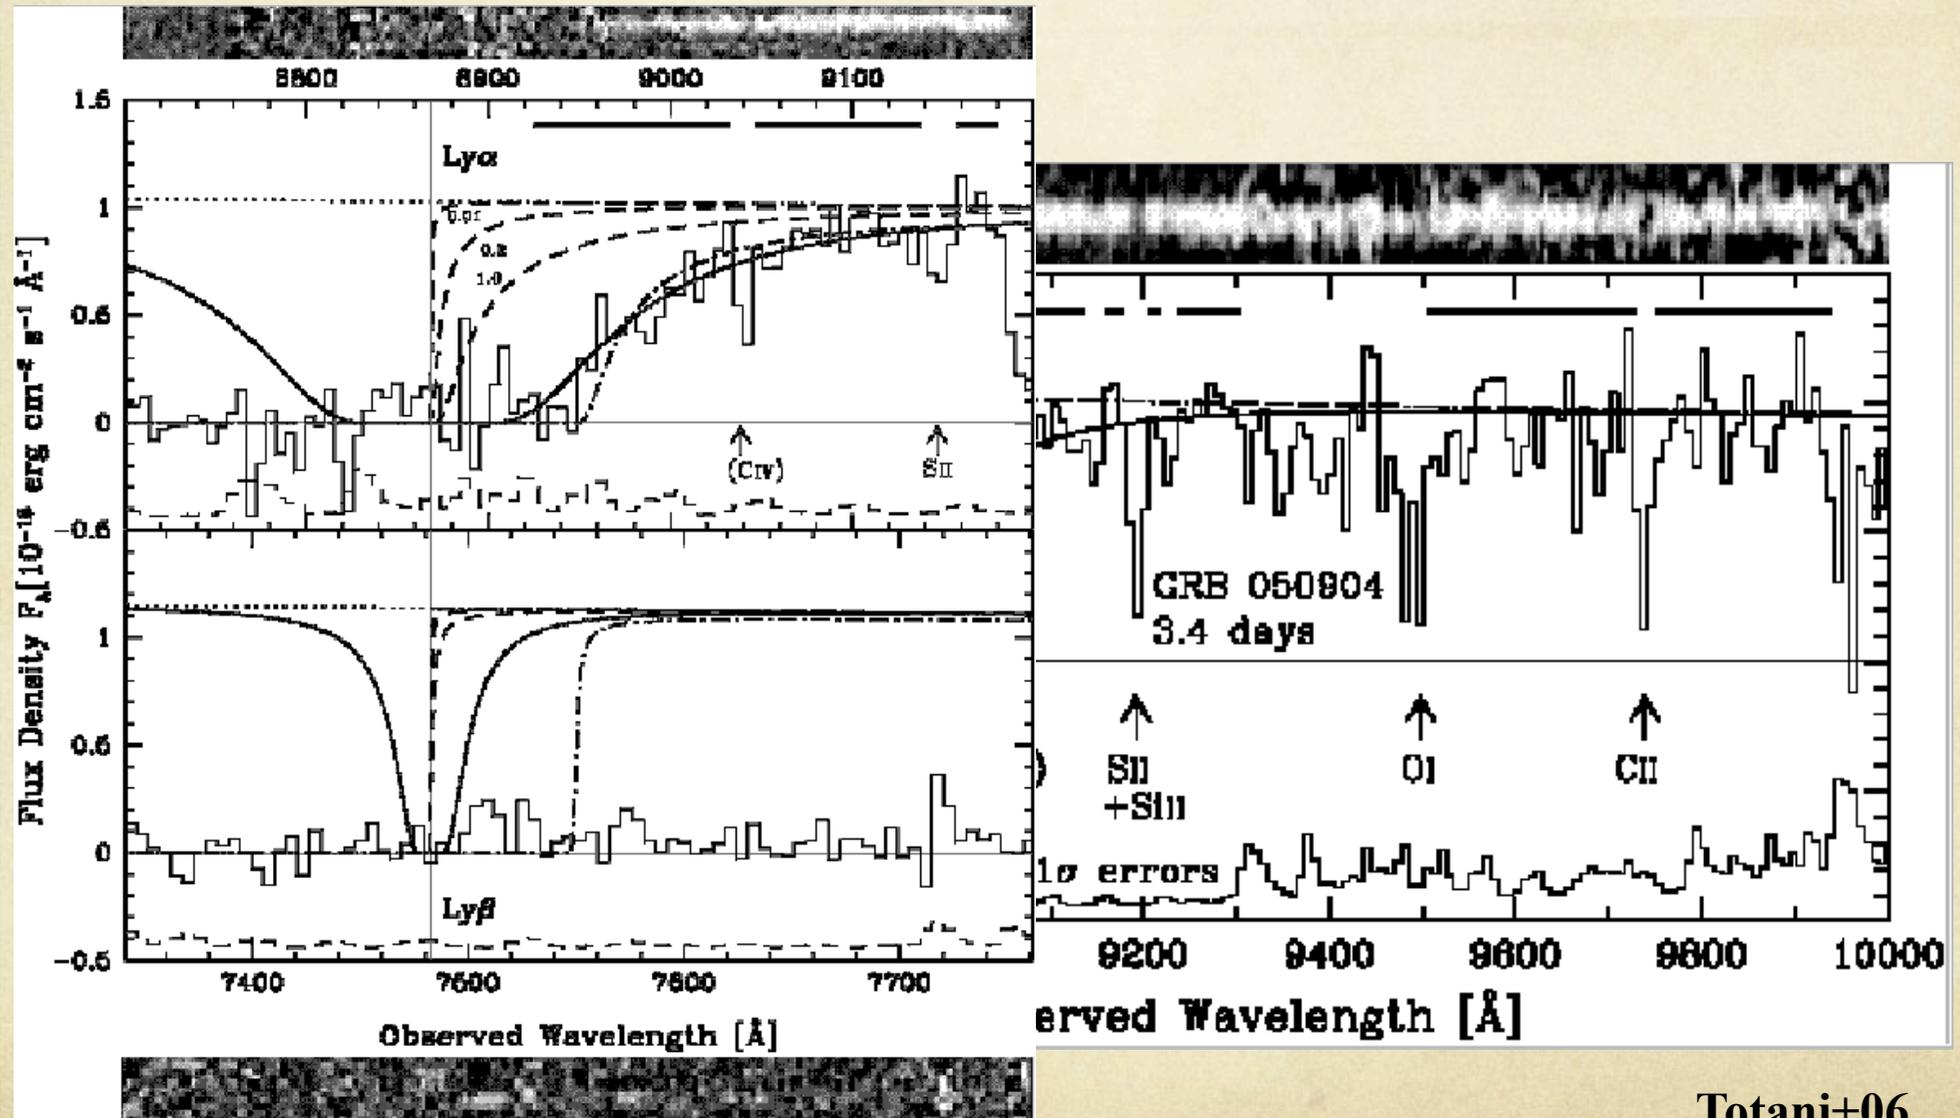 8800 8900 9000 9100
1.5
Lyα
1
0.01
0.2
1.0
0.5
0
(CIV) SII
-0.5
1
0.5
0
Lyβ
-0.5
7400 7500 7600 7700
Observed Wavelength [Å]
Flux Density Fλ[10⁻¹⁸ erg cm⁻² s⁻¹ Å⁻¹]
GRB 050904
3.4 days
SII OI CII
+SiII
1σ errors
9200 9400 9600 9800 10000
erved Wavelength [Å]
Totani+06